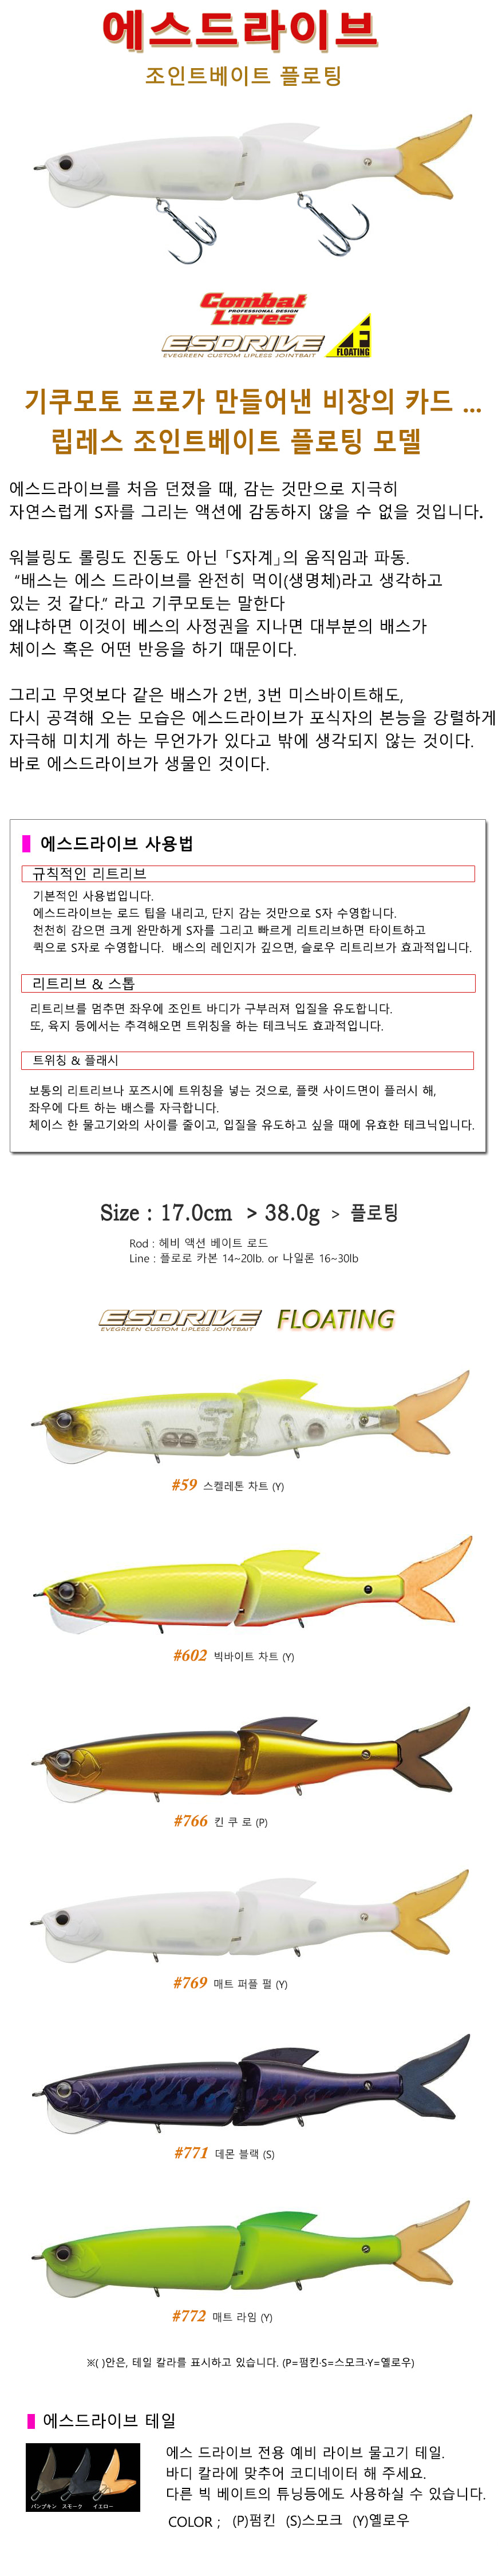 에스드라이브
조인트베이트 플로팅
Combat
PROFESSIONAL DESIGN
Lures
ESDRIVE
EVEGREEN CUSTOM LIPLESS JOINTBAIT
F
FLOATING
기쿠모토 프로가 만들어낸 비장의 카드 ...
립레스 조인트베이트 플로팅 모델
에스드라이브를 처음 던졌을 때, 감는 것만으로 지극히
자연스럽게 S자를 그리는 액션에 감동하지 않을 수 없을 것입니다.
워블링도 롤링도 진동도 아닌 「S자계」의 움직임과 파동.
“배스는 에스 드라이브를 완전히 먹이(생명체)라고 생각하고
있는 것 같다.” 라고 기쿠모토는 말한다
왜냐하면 이것이 베스의 사정권을 지나면 대부분의 배스가
체이스 혹은 어떤 반응을 하기 때문이다.
그리고 무엇보다 같은 배스가 2번, 3번 미스바이트해도,
다시 공격해 오는 모습은 에스드라이브가 포식자의 본능을 강렬하게
자극해 미치게 하는 무언가가 있다고 밖에 생각되지 않는 것이다.
바로 에스드라이브가 생물인 것이다.
에스드라이브 사용법
규칙적인 리트리브
기본적인 사용법입니다.
에스드라이브는 로드 팁을 내리고, 단지 감는 것만으로 S자 수영합니다.
천천히 감으면 크게 완만하게 S자를 그리고 빠르게 리트리브하면 타이트하고
퀵으로 S자로 수영합니다. 배스의 레인지가 깊으면, 슬로우 리트리브가 효과적입니다.
리트리브 & 스톱
리트리브를 멈추면 좌우에 조인트 바디가 구부러져 입질을 유도합니다.
또, 육지 등에서는 추격해오면 트위칭을 하는 테크닉도 효과적입니다.
트위칭 & 플래시
보통의 리트리브나 포즈시에 트위칭을 넣는 것으로, 플랫 사이드면이 플러시 해,
좌우에 다트 하는 배스를 자극합니다.
체이스 한 물고기와의 사이를 줄이고, 입질을 유도하고 싶을 때에 유효한 테크닉입니다.
Size : 17.0cm > 38.0g > 플로팅
Rod : 헤비 액션 베이트 로드
Line : 플로로 카본 14~20lb. or 나일론 16~30lb
ESDRIVE FLOATING
EVEGREEN CUSTOM LIPLESS JOINTBAIT
#59 스켈레톤 차트 (Y)
#602 빅바이트 차트 (Y)
#766 킨 쿠 로 (P)
#769 매트 퍼플 펄 (Y)
#771 데몬 블랙 (S)
#772 매트 라임 (Y)
※( )안은, 테일 칼라를 표시하고 있습니다. (P=펌킨·S=스모크·Y=옐로우)
에스드라이브 테일
パンプキン スモーク イエロー
에스 드라이브 전용 예비 라이브 물고기 테일.
바디 칼라에 맞추어 코디네이터 해 주세요.
다른 빅 베이트의 튜닝등에도 사용하실 수 있습니다.
COLOR ; (P)펌킨 (S)스모크 (Y)옐로우